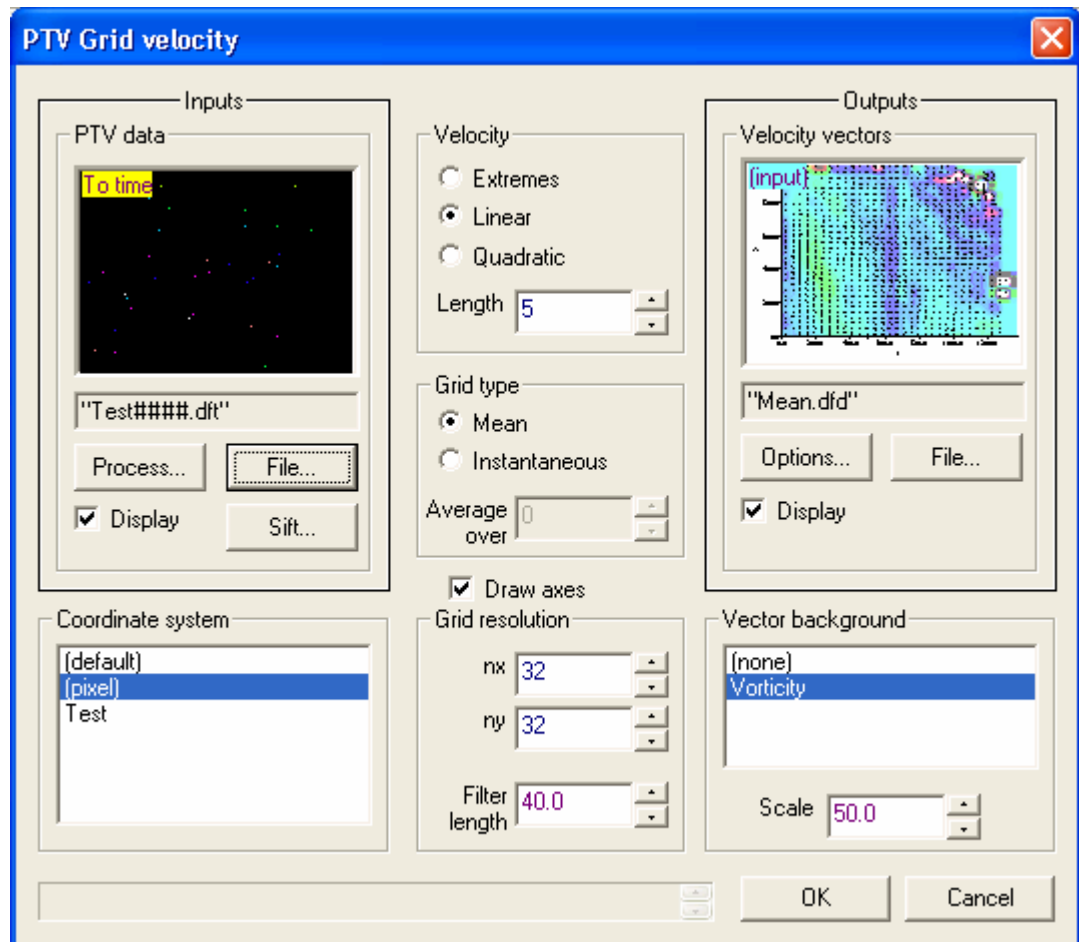 PTV Grid velocity
Inputs
PTV data
To time
"Test####.dft"
Process...
File...
Display
Sift...
Velocity
Extremes
Linear
Quadratic
Length 5
Grid type
Mean
Instantaneous
Average over 0
Draw axes
Outputs
Velocity vectors
(input)
"Mean.dfd"
Options...
File...
Display
Coordinate system
(default)
(pixel)
Test
Grid resolution
nx 32
ny 32
Filter length 40.0
Vector background
(none)
Vorticity
Scale 50.0
OK
Cancel